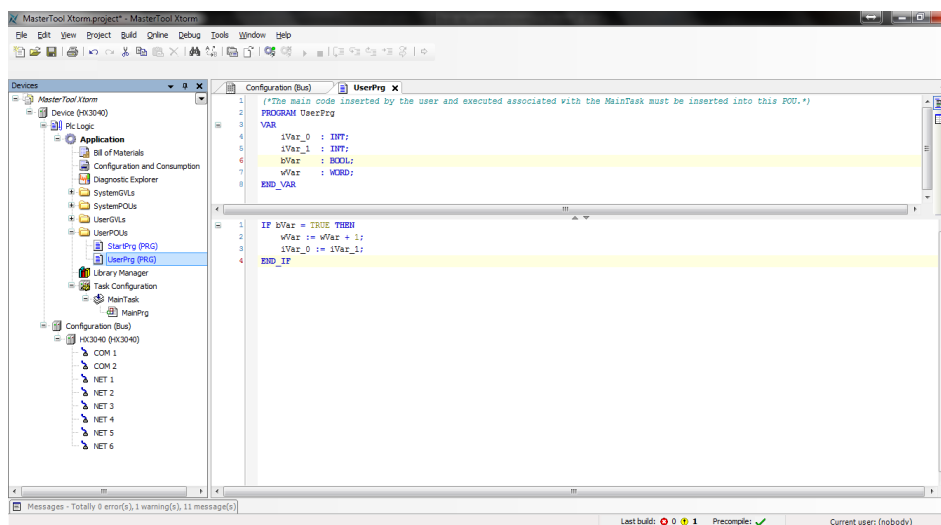 MasterTool Xtorm.project* - MasterTool Xtorm
File Edit View Project Build Online Debug Tools Window Help
Devices
MasterTool Xtorm
Device (HX3040)
Plc Logic
Application
Bill of Materials
Configuration and Consumption
Diagnostic Explorer
SystemGVLs
SystemPOUs
UserGVLs
UserPOUs
StartPrg (PRG)
UserPrg (PRG)
Library Manager
Task Configuration
MainTask
MainPrg
Configuration (Bus)
HX3040 (HX3040)
COM 1
COM 2
NET 1
NET 2
NET 3
NET 4
NET 5
NET 6
Configuration (Bus) UserPrg
1 (*The main code inserted by the user and executed associated with the MainTask must be inserted into this POU.*)
2 PROGRAM UserPrg
3 VAR
4 iVar_0 : INT;
5 iVar_1 : INT;
6 bVar : BOOL;
7 wVar : WORD;
8 END_VAR
1 IF bVar = TRUE THEN
2 wVar := wVar + 1;
3 iVar_0 := iVar_1;
4 END_IF
Messages - Totally 0 error(s), 1 warning(s), 11 message(s)
Last build: 0 1 Precompile: Current user: (nobody)